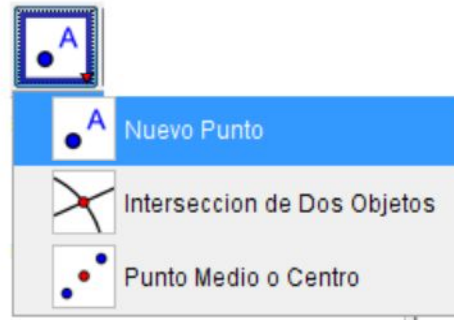 A
A Nuevo Punto
Interseccion de Dos Objetos
Punto Medio o Centro